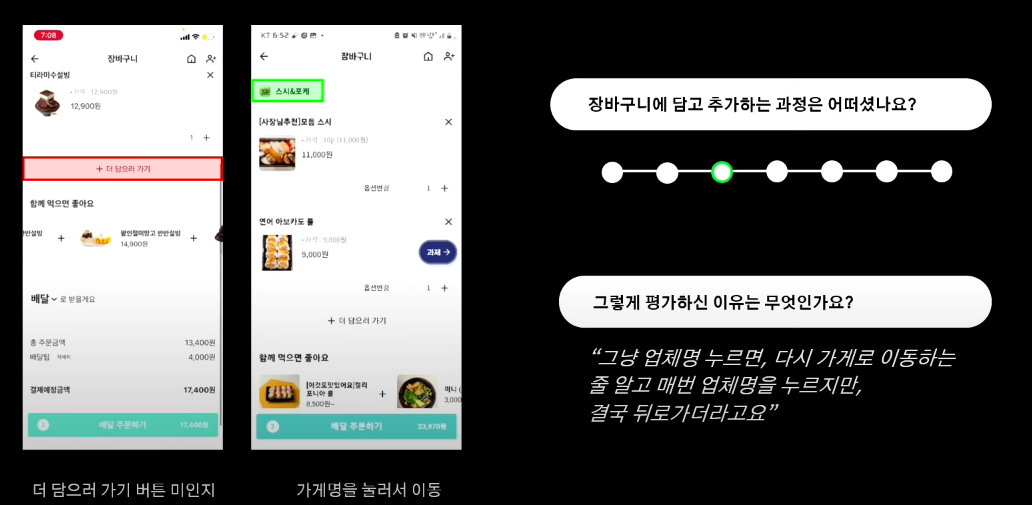 7:08
장바구니
티라미수설빙
• 가격 : 12,900원
12,900원
1 +
+ 더 담으러 가기
함께 먹으면 좋아요
반설빙 +
팥인절미망고 반반설빙 +
14,900원
배달 로 받을게요
총 주문금액 13,400원
배달팁 자세히 4,000원
결제예정금액 17,400원
배달 주문하기 17,400원
더 담으러 가기 버튼 미인지
KT 6:52
장바구니
스시&포케
[사장님추천]모듬 스시
• 가격 : 10p (11,000원)
11,000원
옵션변경 1 +
연어 아보카도 롤
• 가격 : 9,000원
9,000원
과제 →
옵션변경 1 +
+ 더 담으러 가기
함께 먹으면 좋아요
[이것도맛있어요]캘리
포니아 롤 +
8,500원~
미니 (
3,000
배달 주문하기 23,970원
가게명을 눌러서 이동
장바구니에 담고 추가하는 과정은 어떠셨나요?
그렇게 평가하신 이유는 무엇인가요?
“그냥 업체명 누르면, 다시 가게로 이동하는
줄 알고 매번 업체명을 누르지만,
결국 뒤로가더라고요”